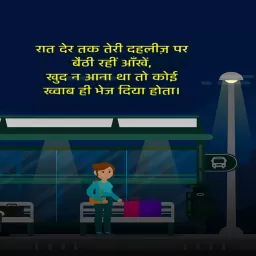 रात देर तक तेरी दहलीज़ पर
बैठी रहीं आँखें,
खुद न आना था तो कोई
ख्वाब ही भेज दिया होता।